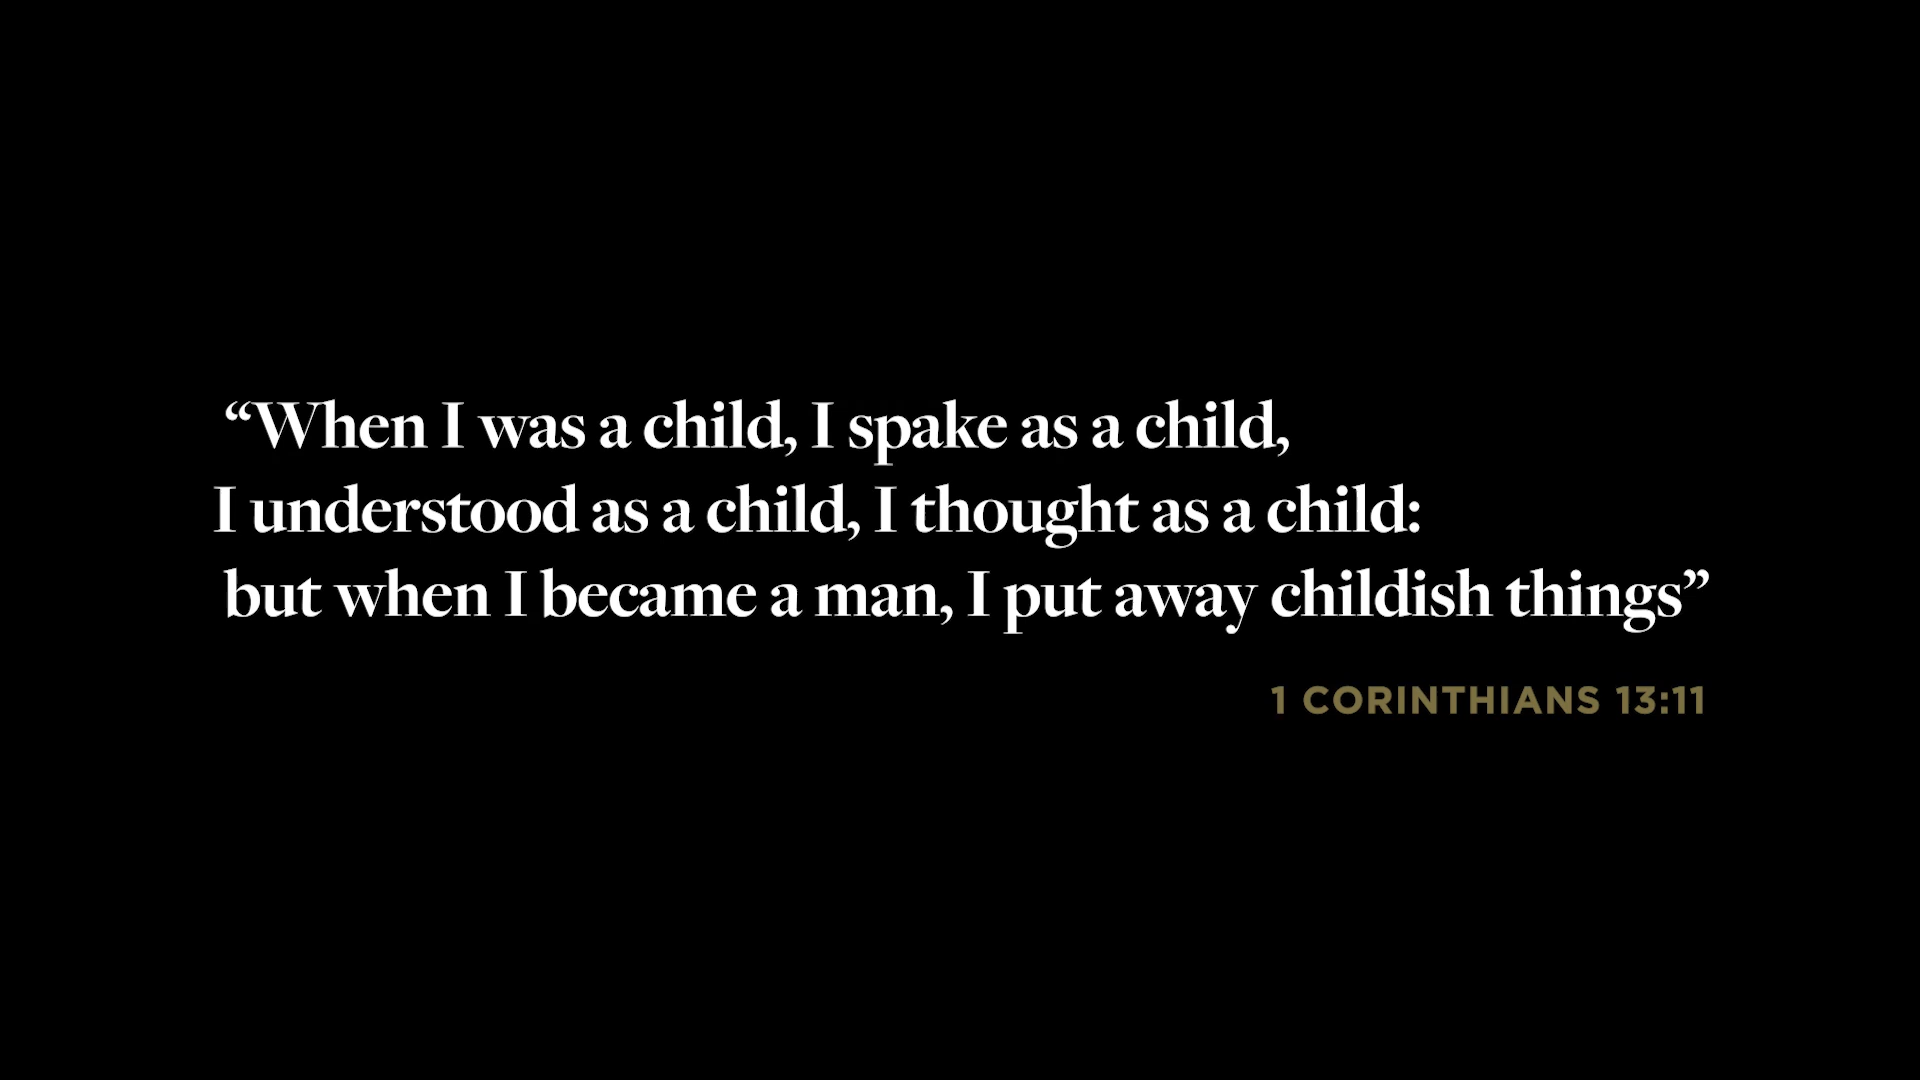 “When I was a child, I spake as a child,
I understood as a child, I thought as a child:
but when I became a man, I put away childish things”
1 CORINTHIANS 13:11